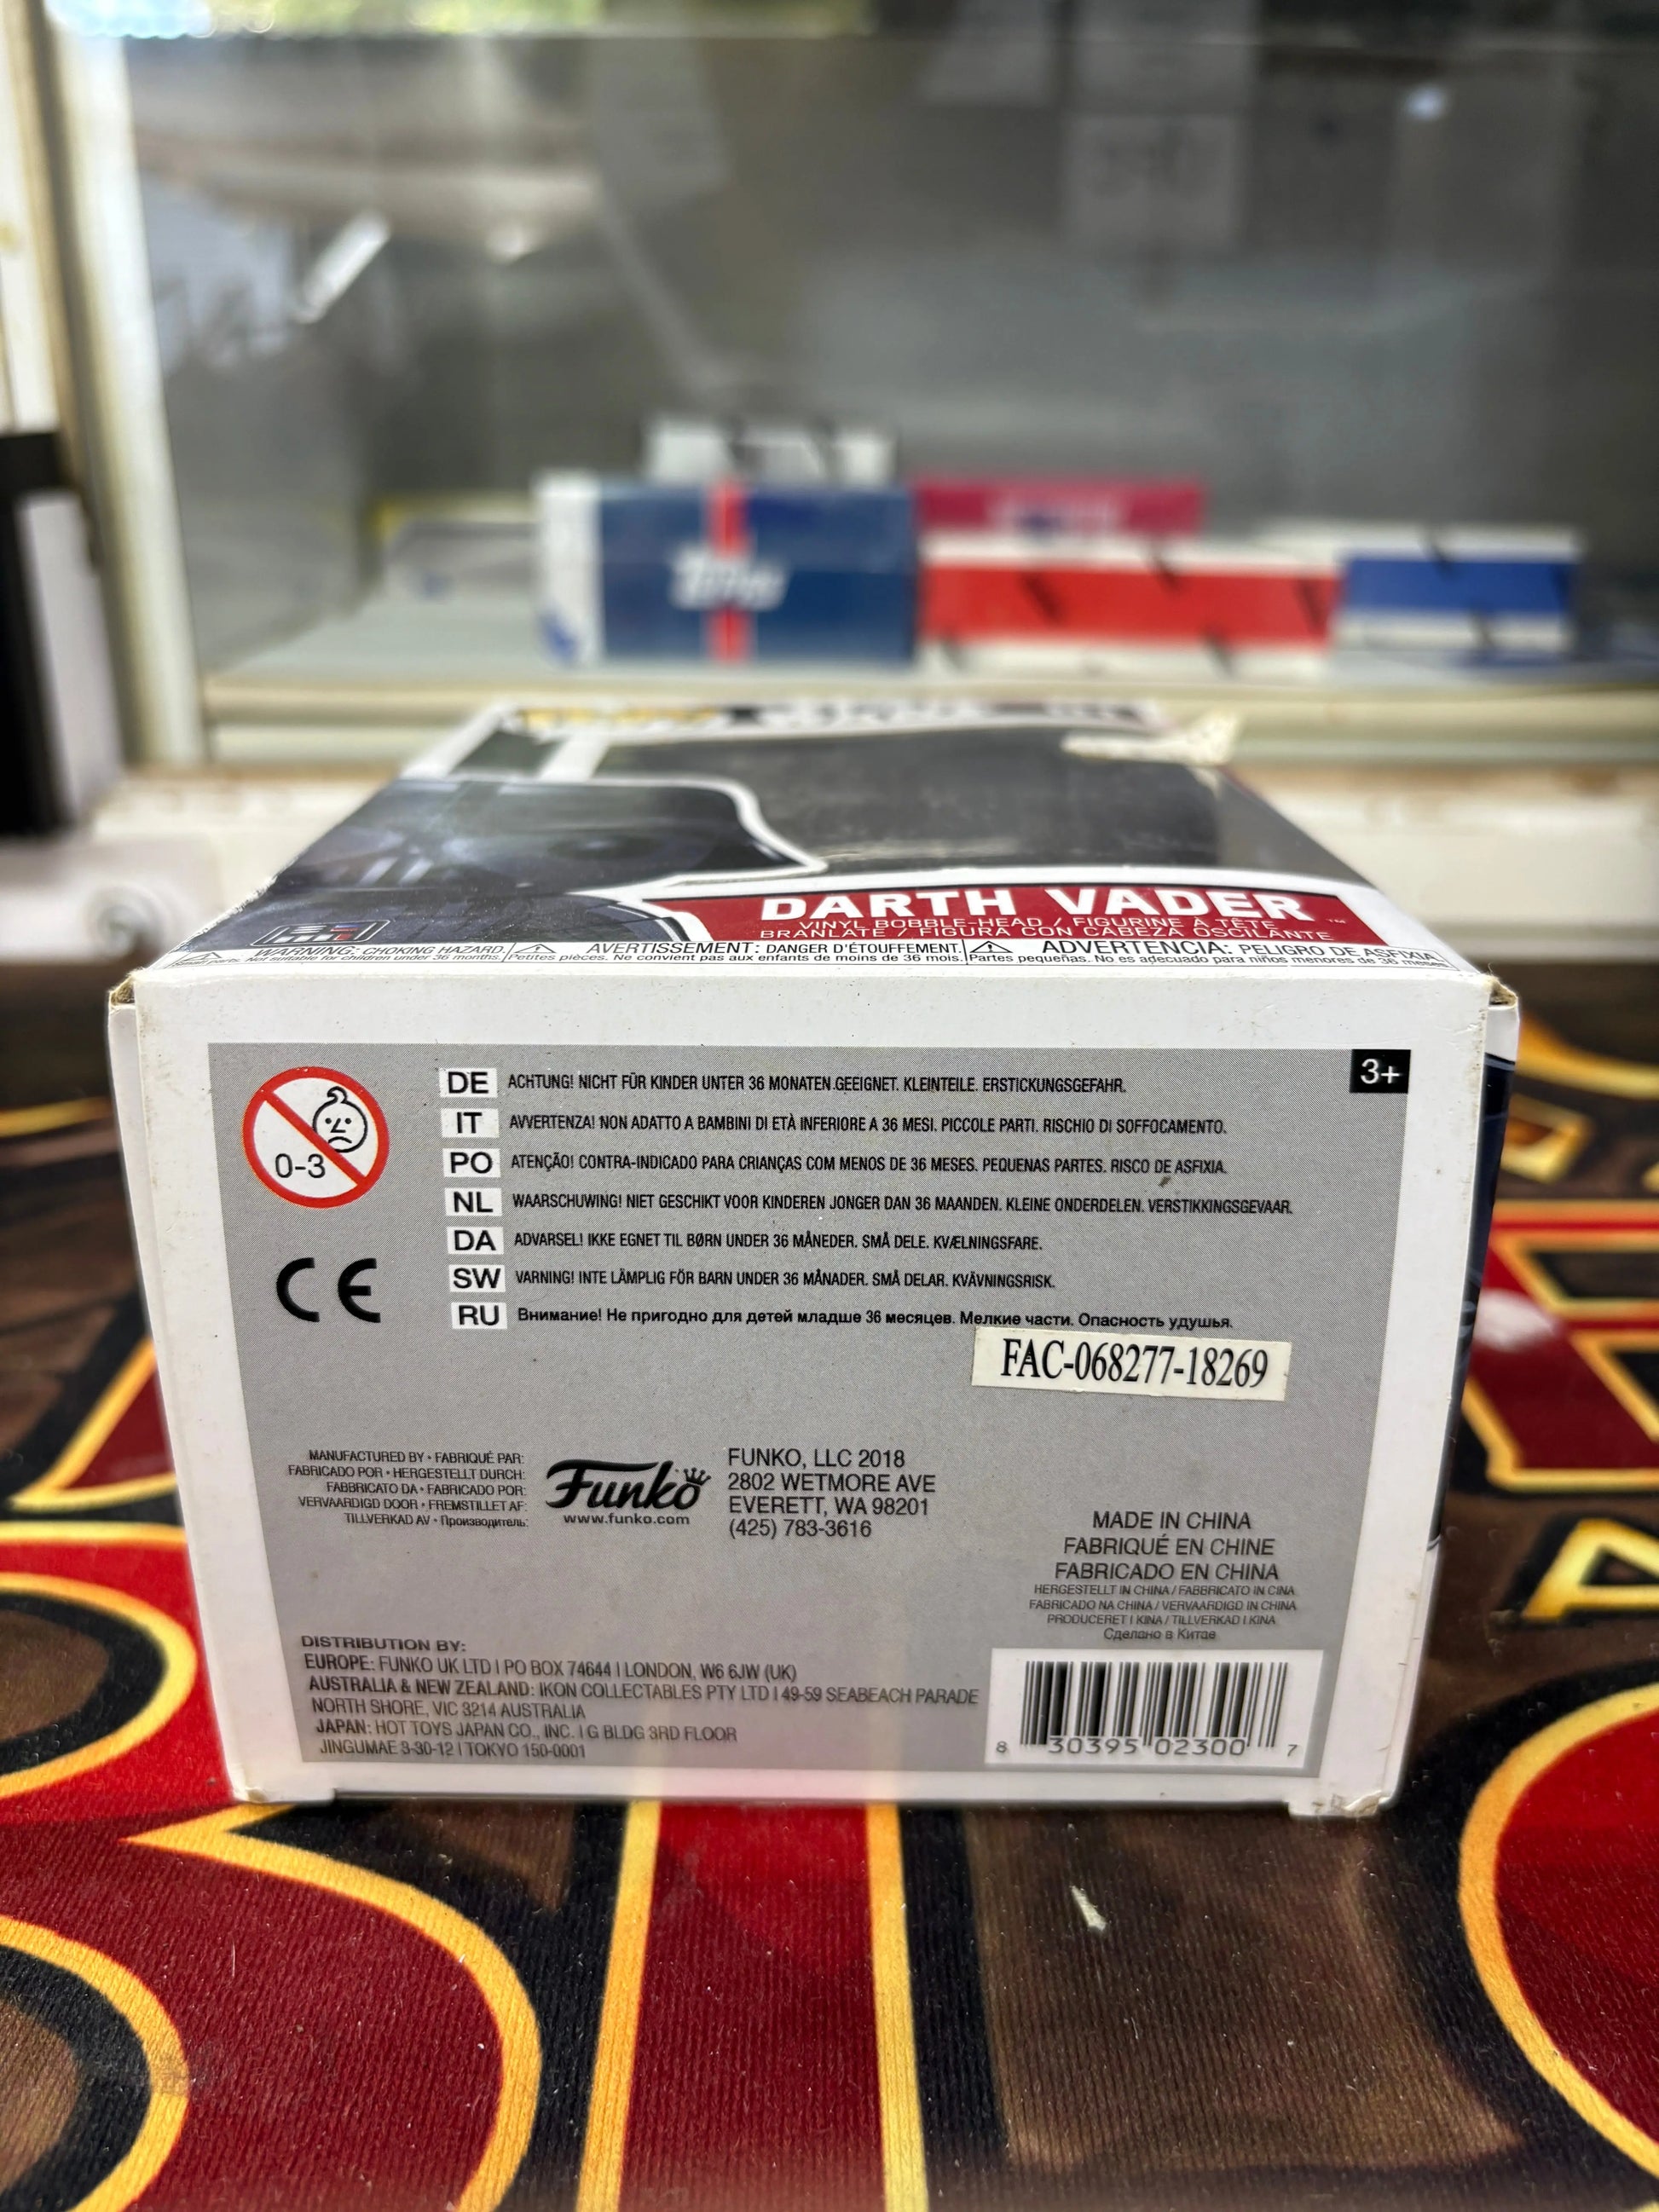 Topps
DARTH VADER
VINYL BOBBLE-HEAD / FIGURINE À TÊTE
BRANLATE / FIGURA CON CABEZA OSCILANTE
™
WARNING: CHOKING HAZARD. AVERTISSEMENT: DANGER D'ÉTOUFFEMENT. ADVERTENCIA: PELIGRO DE ASFIXIA.
parts. Not suitable for children under 36 months. Petites pièces. Ne convient pas aux enfants de moins de 36 mois. Partes pequeñas. No es adecuado para niños menores de 36 meses.
3+
0-3
DE ACHTUNG! NICHT FÜR KINDER UNTER 36 MONATEN GEEIGNET. KLEINTEILE. ERSTICKUNGSGEFAHR.
IT AVVERTENZA! NON ADATTO A BAMBINI DI ETÀ INFERIORE A 36 MESI. PICCOLE PARTI. RISCHIO DI SOFFOCAMENTO.
PO ATENÇÃO! CONTRA-INDICADO PARA CRIANÇAS COM MENOS DE 36 MESES. PEQUENAS PARTES. RISCO DE ASFIXIA.
NL WAARSCHUWING! NIET GESCHIKT VOOR KINDEREN JONGER DAN 36 MAANDEN. KLEINE ONDERDELEN. VERSTIKKINGSGEVAAR.
DA ADVARSEL! IKKE EGNET TIL BØRN UNDER 36 MÅNEDER. SMÅ DELE. KVÆLNINGSFARE.
SW VARNING! INTE LÄMPLIG FÖR BARN UNDER 36 MÅNADER. SMÅ DELAR. KVÄVNINGSRISK.
RU Внимание! Не пригодно для детей младше 36 месяцев. Мелкие части. Опасность удушья.
CE
FAC-068277-18269
MANUFACTURED BY • FABRIQUÉ PAR:
FABRICADO POR • HERGESTELLT DURCH:
FABBRICATO DA • FABRICADO POR:
VERVAARDIGD DOOR • FREMSTILLET AF:
TILLVERKAD AV • Производитель:
Funko
www.funko.com
FUNKO, LLC 2018
2802 WETMORE AVE
EVERETT, WA 98201
(425) 783-3616
MADE IN CHINA
FABRIQUÉ EN CHINE
FABRICADO EN CHINA
HERGESTELLT IN CHINA / FABBRICATO IN CINA
FABRICADO NA CHINA / VERVAARDIGD IN CHINA
PRODUCERET I KINA / TILLVERKAD I KINA
Сделано в Китае
DISTRIBUTION BY:
EUROPE: FUNKO UK LTD | PO BOX 74644 | LONDON, W6 6JW (UK)
AUSTRALIA & NEW ZEALAND: IKON COLLECTABLES PTY LTD | 49-59 SEABEACH PARADE
NORTH SHORE, VIC 3214 AUSTRALIA
JAPAN: HOT TOYS JAPAN CO., INC. | G BLDG 3RD FLOOR
JINGUMAE 3-30-12 | TOKYO 150-0001
8 30395 02300 7